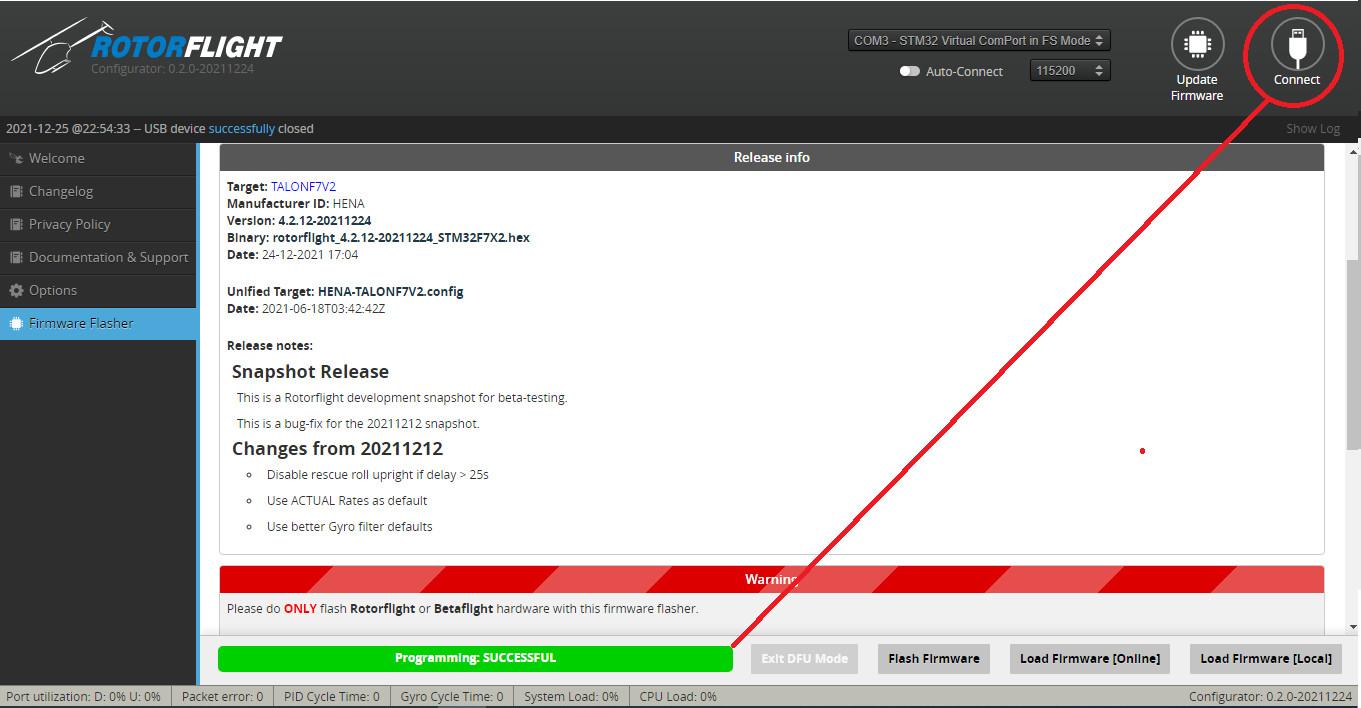 ROTORFLIGHT
Configurator: 0.2.0-20211224
COM3 - STM32 Virtual ComPort in FS Mode
Auto-Connect
115200
Update
Firmware
Connect
2021-12-25 @22:54:33 -- USB device successfully closed
Show Log
Welcome
Changelog
Privacy Policy
Documentation & Support
Options
Firmware Flasher
Release info
Target: TALONF7V2
Manufacturer ID: HENA
Version: 4.2.12-20211224
Binary: rotorflight_4.2.12-20211224_STM32F7X2.hex
Date: 24-12-2021 17:04
Unified Target: HENA-TALONF7V2.config
Date: 2021-06-18T03:42:42Z
Release notes:
Snapshot Release
This is a Rotorflight development snapshot for beta-testing.
This is a bug-fix for the 20211212 snapshot.
Changes from 20211212
Disable rescue roll upright if delay > 25s
Use ACTUAL Rates as default
Use better Gyro filter defaults
Warning
Please do ONLY flash Rotorflight or Betaflight hardware with this firmware flasher.
Programming: SUCCESSFUL
Exit DFU Mode
Flash Firmware
Load Firmware [Online]
Load Firmware [Local]
Port utilization: D: 0% U: 0%
Packet error: 0
PID Cycle Time: 0
Gyro Cycle Time: 0
System Load: 0%
CPU Load: 0%
Configurator: 0.2.0-20211224